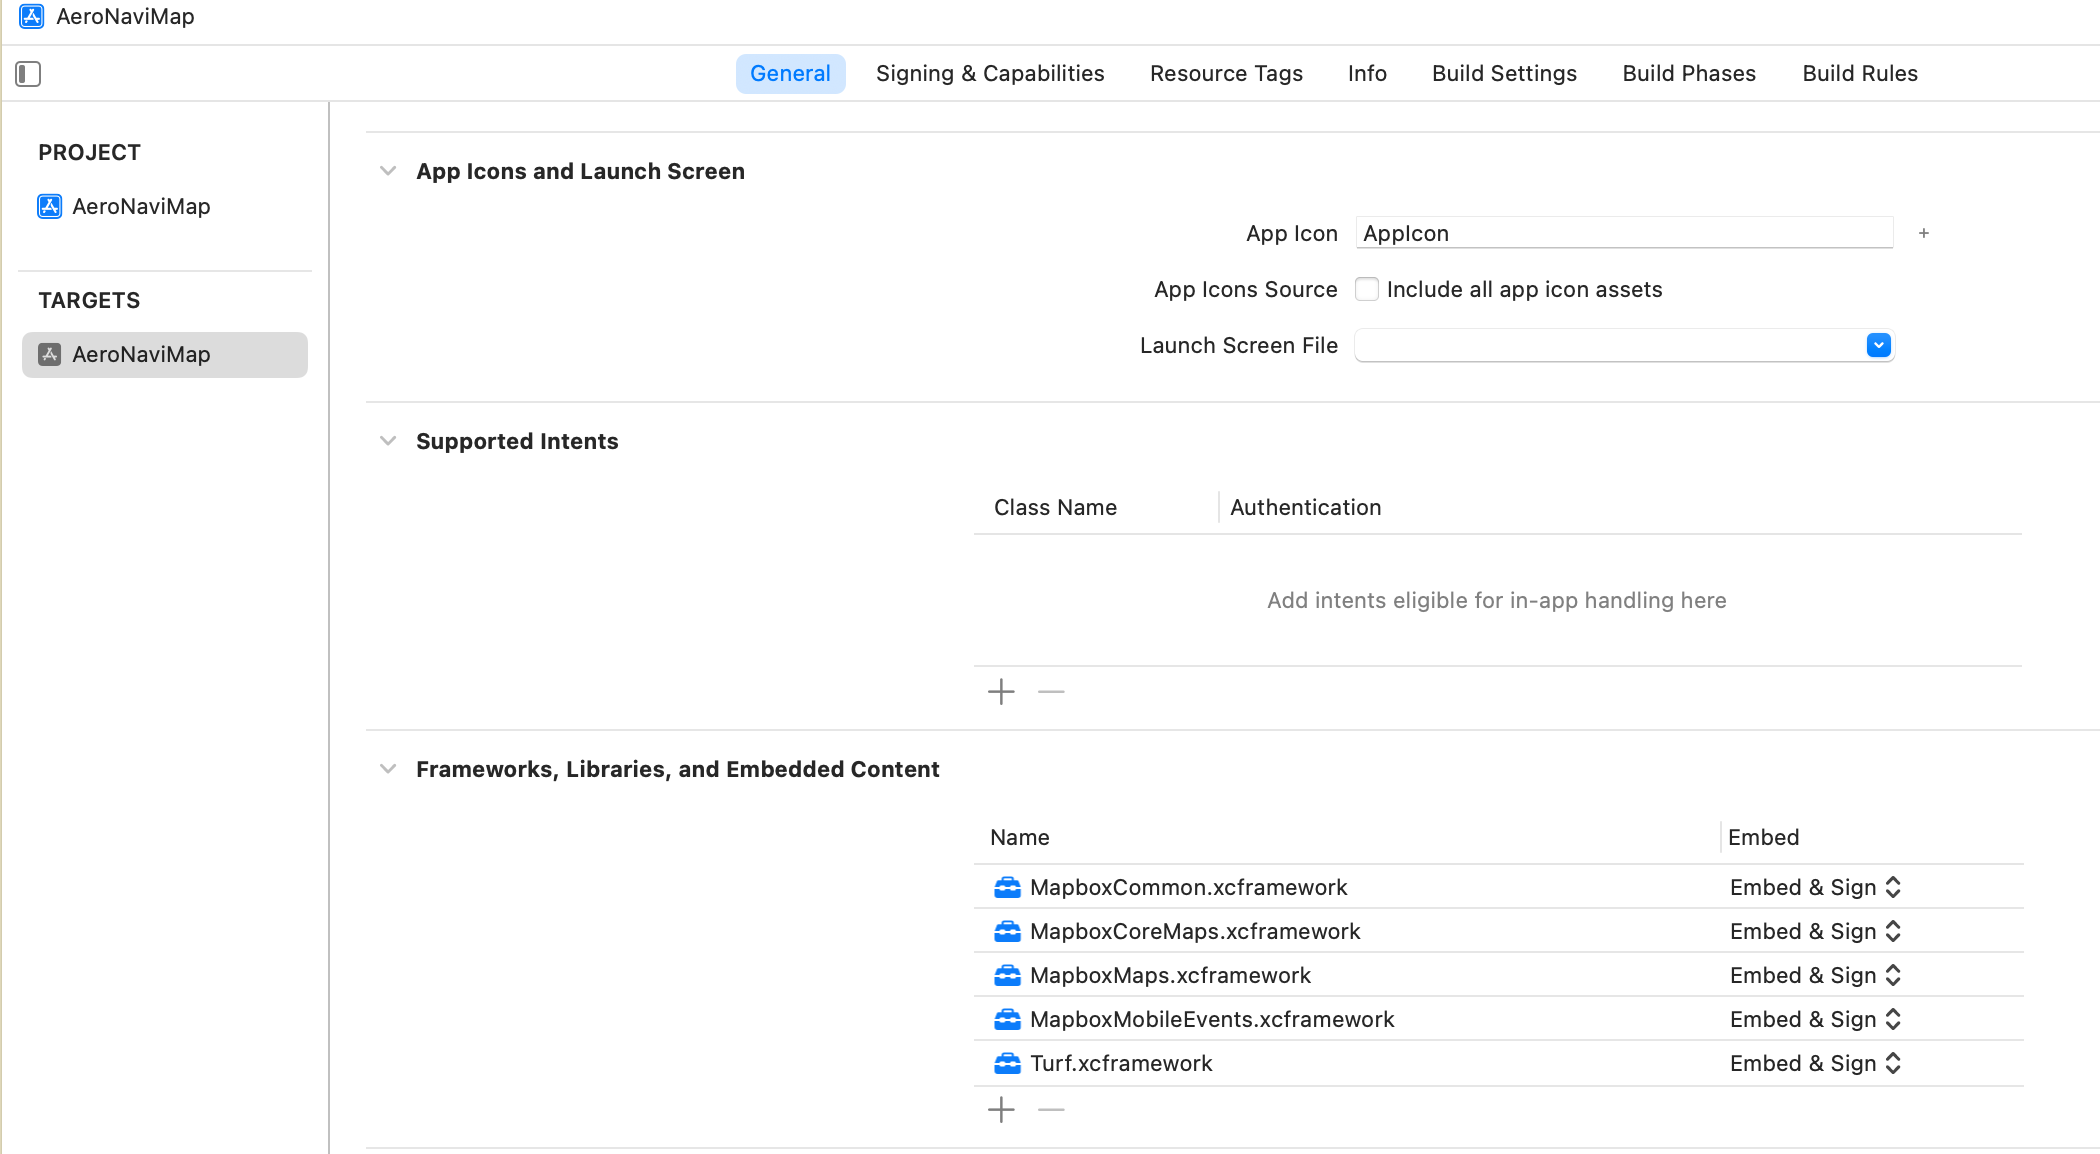 AeroNaviMap
General Signing & Capabilities Resource Tags Info Build Settings Build Phases Build Rules
PROJECT
AeroNaviMap
TARGETS
AeroNaviMap
App Icons and Launch Screen
App Icon AppIcon +
App Icons Source Include all app icon assets
Launch Screen File
Supported Intents
Class Name Authentication
Add intents eligible for in-app handling here
Frameworks, Libraries, and Embedded Content
Name Embed
MapboxCommon.xcframework Embed & Sign
MapboxCoreMaps.xcframework Embed & Sign
MapboxMaps.xcframework Embed & Sign
MapboxMobileEvents.xcframework Embed & Sign
Turf.xcframework Embed & Sign